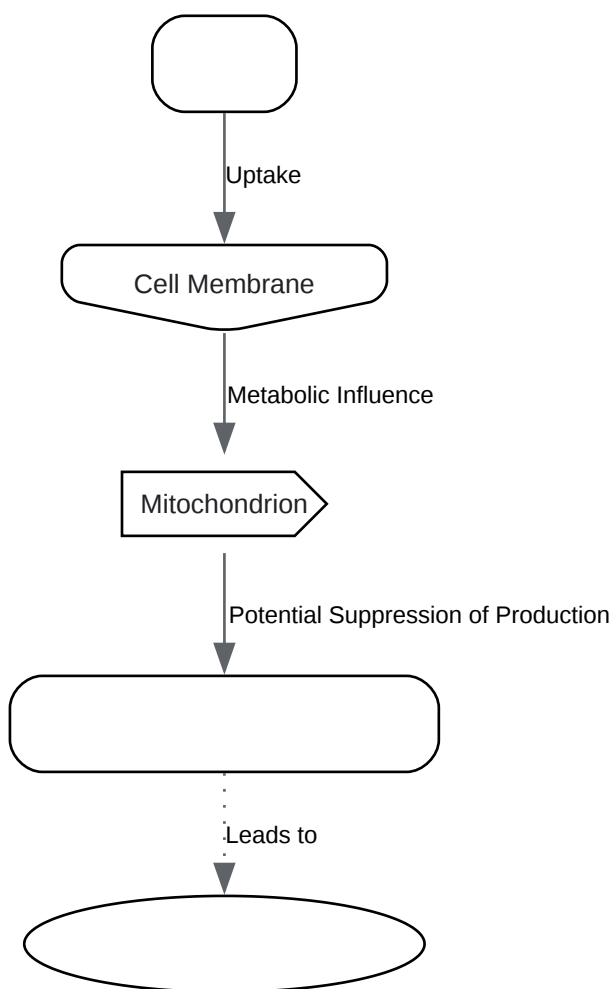 Uptake
Cell Membrane
Metabolic Influence
Mitochondrion
Potential Suppression of Production
Leads to